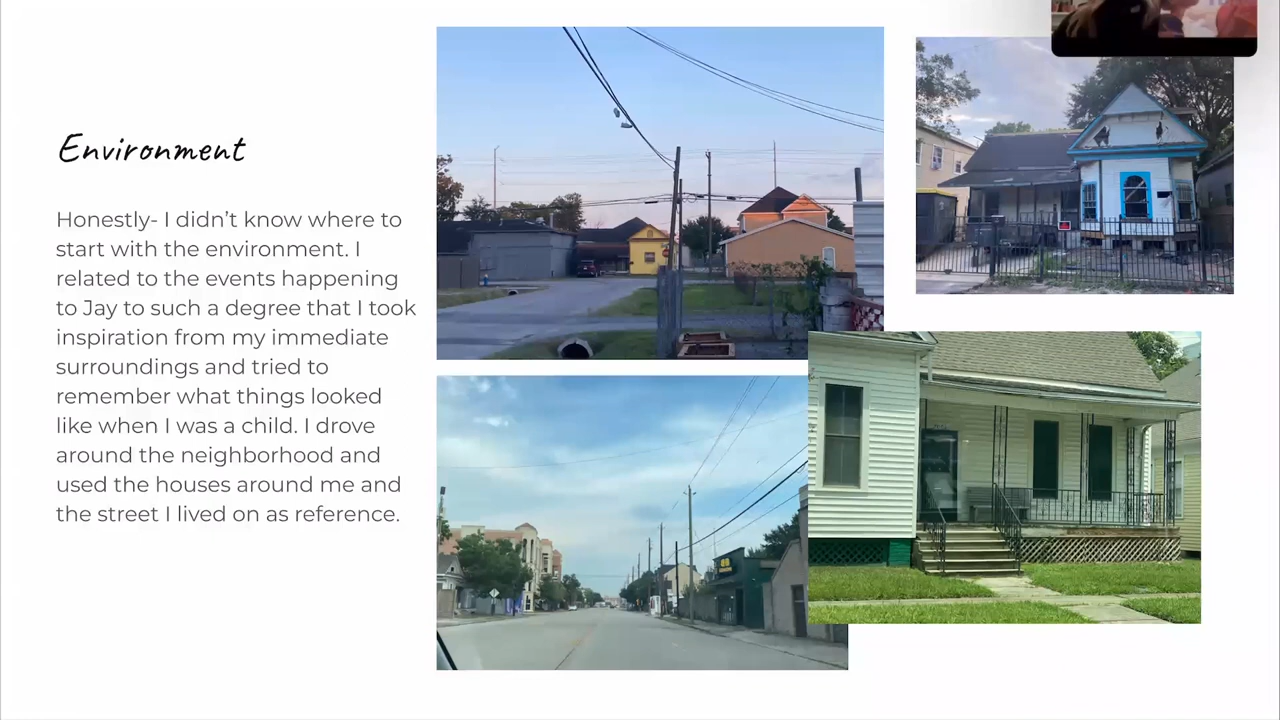 Environment
Honestly- I didn’t know where to
start with the environment. I
related to the events happening
to Jay to such a degree that I took
inspiration from my immediate
surroundings and tried to
remember what things looked
like when I was a child. I drove
around the neighborhood and
used the houses around me and
the street I lived on as reference.